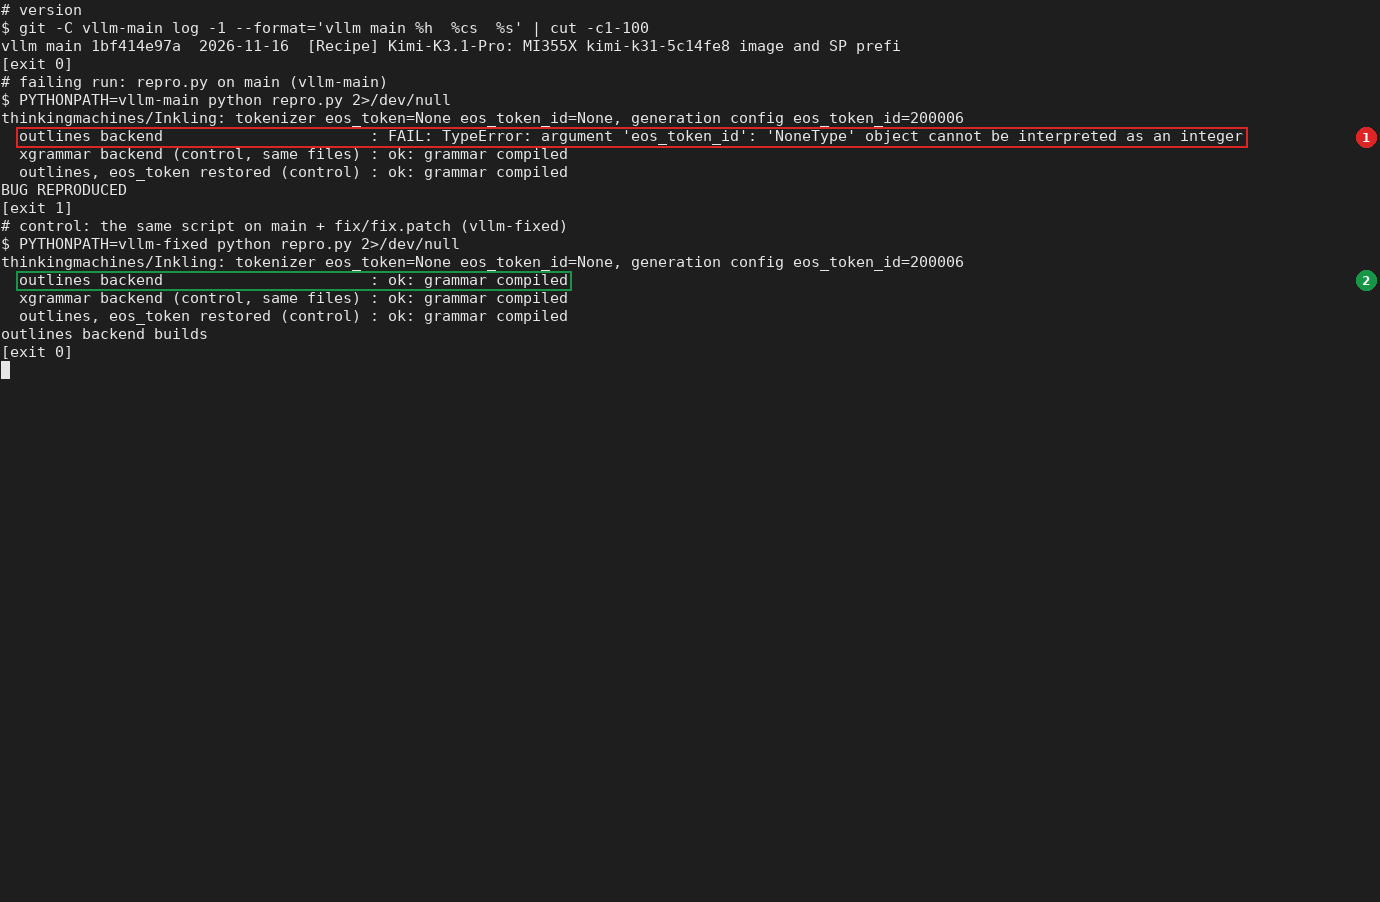 # version
$ git -C vllm-main log -1 --format='vllm main %h  %cs  %s' | cut -c1-100
vllm main 1bf414e97a  2026-11-16  [Recipe] Kimi-K3.1-Pro: MI355X kimi-k31-5c14fe8 image and SP prefi
[exit 0]
# failing run: repro.py on main (vllm-main)
$ PYTHONPATH=vllm-main python repro.py 2>/dev/null
thinkingmachines/Inkling: tokenizer eos_token=None eos_token_id=None, generation config eos_token_id=200006
  outlines backend                       : FAIL: TypeError: argument 'eos_token_id': 'NoneType' object cannot be interpreted as an integer 1
  xgrammar backend (control, same files) : ok: grammar compiled
  outlines, eos_token restored (control) : ok: grammar compiled
BUG REPRODUCED
[exit 1]
# control: the same script on main + fix/fix.patch (vllm-fixed)
$ PYTHONPATH=vllm-fixed python repro.py 2>/dev/null
thinkingmachines/Inkling: tokenizer eos_token=None eos_token_id=None, generation config eos_token_id=200006
  outlines backend                       : ok: grammar compiled 2
  xgrammar backend (control, same files) : ok: grammar compiled
  outlines, eos_token restored (control) : ok: grammar compiled
outlines backend builds
[exit 0]